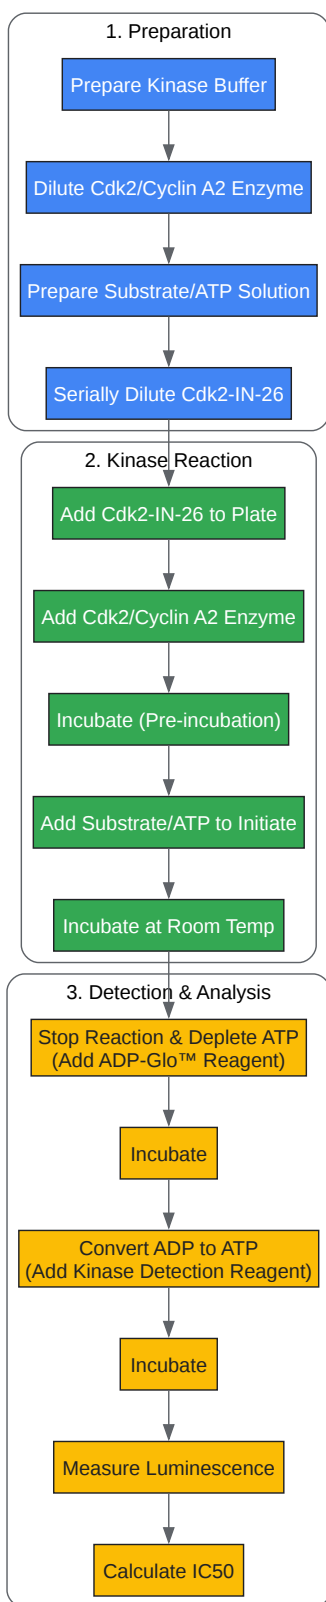 1. Preparation
Prepare Kinase Buffer
Dilute Cdk2/Cyclin A2 Enzyme
Prepare Substrate/ATP Solution
Serially Dilute Cdk2-IN-26
2. Kinase Reaction
Add Cdk2-IN-26 to Plate
Add Cdk2/Cyclin A2 Enzyme
Incubate (Pre-incubation)
Add Substrate/ATP to Initiate
Incubate at Room Temp
3. Detection & Analysis
Stop Reaction & Deplete ATP
(Add ADP-Glo™ Reagent)
Incubate
Convert ADP to ATP
(Add Kinase Detection Reagent)
Incubate
Measure Luminescence
Calculate IC50